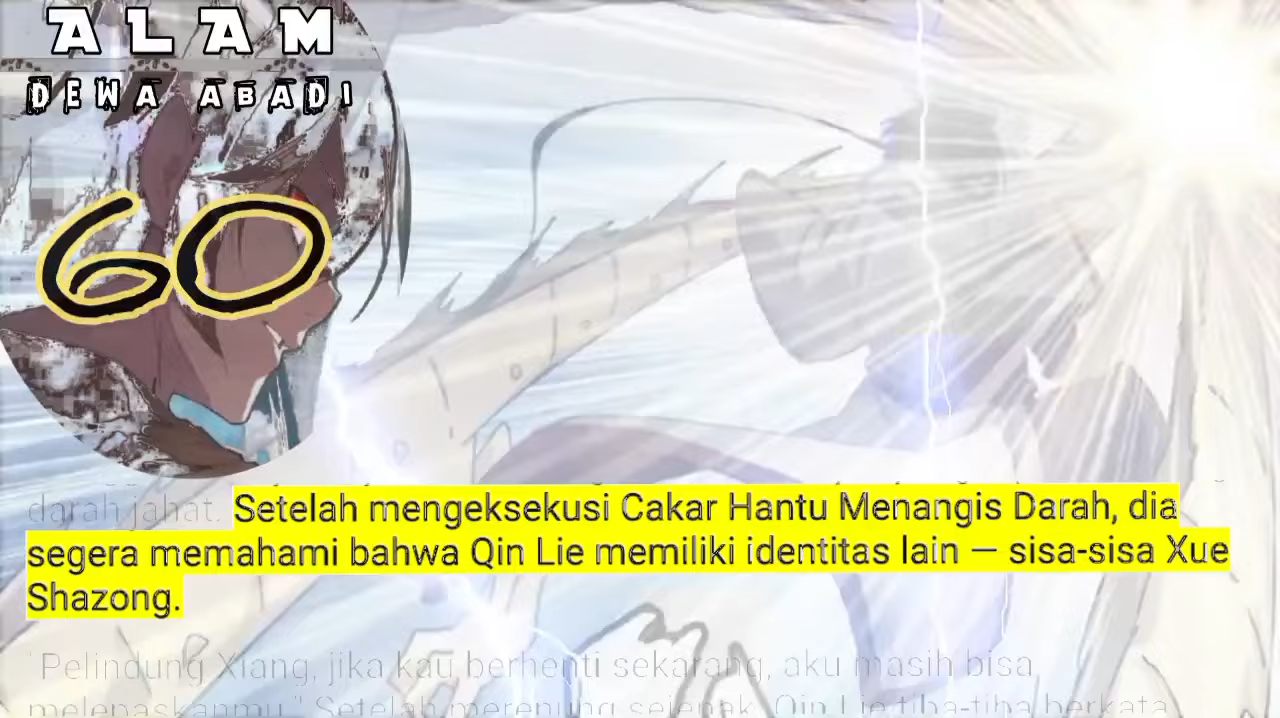 ALAM
DEWA ABADI
60
darah jahat. Setelah mengeksekusi Cakar Hantu Menangis Darah, dia
segera memahami bahwa Qin Lie memiliki identitas lain — sisa-sisa Xue
Shazong.
"Pelindung Xiang, jika kau berhenti sekarang, aku masih bisa
melepaskanmu." Setelah merenung sejenak, Qin Lie tiba-tiba berkata